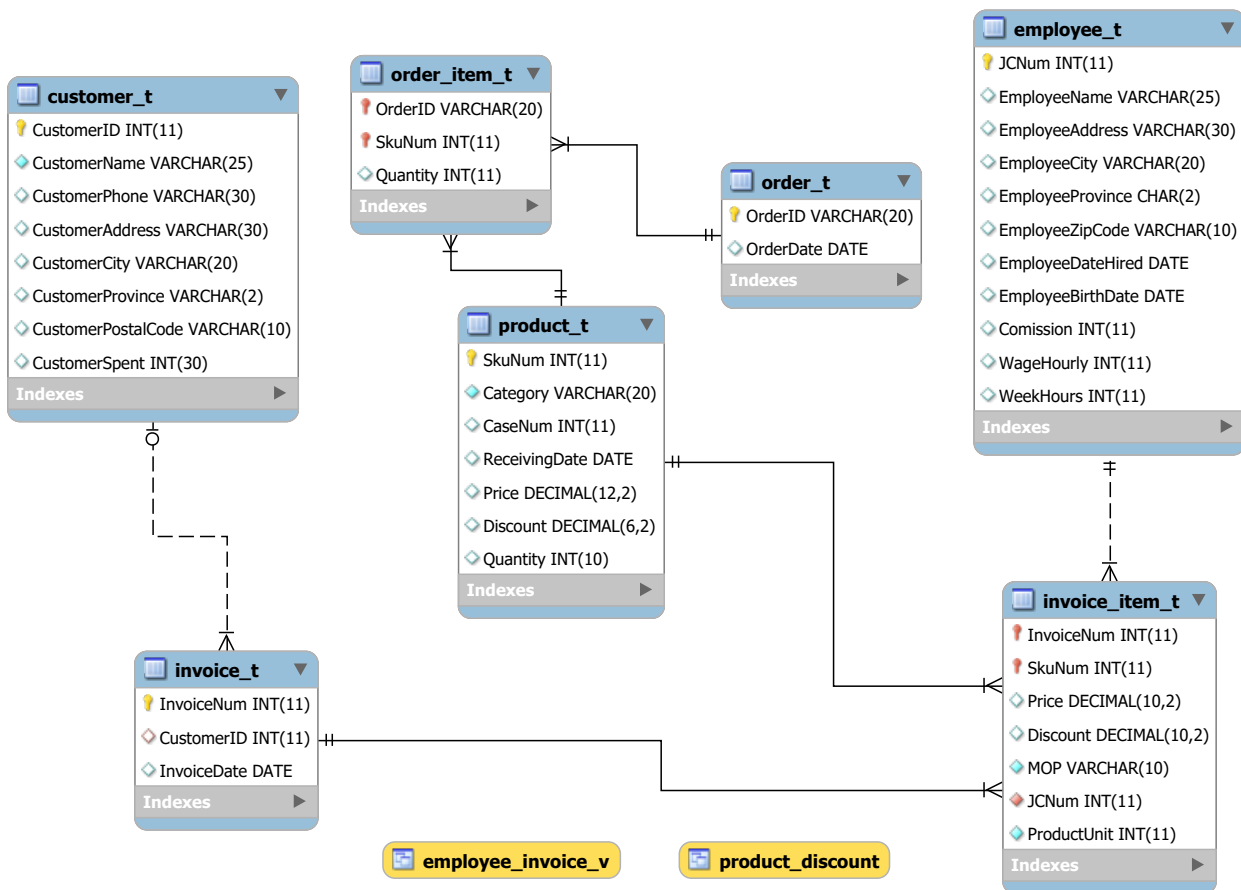 customer_t
CustomerID INT(11)
CustomerName VARCHAR(25)
CustomerPhone VARCHAR(30)
CustomerAddress VARCHAR(30)
CustomerCity VARCHAR(20)
CustomerProvince VARCHAR(2)
CustomerPostalCode VARCHAR(10)
CustomerSpent INT(30)
Indexes
order_item_t
OrderID VARCHAR(20)
SkuNum INT(11)
Quantity INT(11)
Indexes
order_t
OrderID VARCHAR(20)
OrderDate DATE
Indexes
employee_t
JCNum INT(11)
EmployeeName VARCHAR(25)
EmployeeAddress VARCHAR(30)
EmployeeCity VARCHAR(20)
EmployeeProvince CHAR(2)
EmployeeZipCode VARCHAR(10)
EmployeeDateHired DATE
EmployeeBirthDate DATE
Comission INT(11)
WageHourly INT(11)
WeekHours INT(11)
Indexes
product_t
SkuNum INT(11)
Category VARCHAR(20)
CaseNum INT(11)
ReceivingDate DATE
Price DECIMAL(12,2)
Discount DECIMAL(6,2)
Quantity INT(10)
Indexes
invoice_t
InvoiceNum INT(11)
CustomerID INT(11)
InvoiceDate DATE
Indexes
invoice_item_t
InvoiceNum INT(11)
SkuNum INT(11)
Price DECIMAL(10,2)
Discount DECIMAL(10,2)
MOP VARCHAR(10)
JCNum INT(11)
ProductUnit INT(11)
Indexes
employee_invoice_v
product_discount